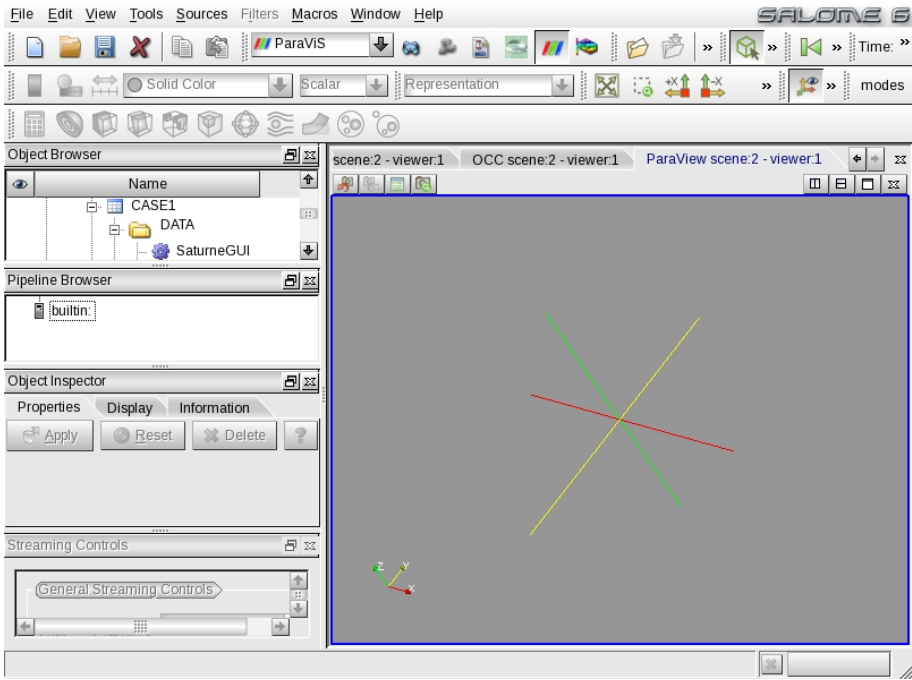 File Edit View Tools Sources Filters Macros Window Help SALOME 6
ParaViS » » » Time: »
Solid Color Scalar Representation » » modes
Object Browser
scene:2 - viewer:1 OCC scene:2 - viewer:1 ParaView scene:2 - viewer:1
Name
CASE1
DATA
SaturneGUI
Pipeline Browser
builtin:
Object Inspector
Properties Display Information
Apply Reset Delete ?
Streaming Controls
General Streaming Controls
Z Y
X